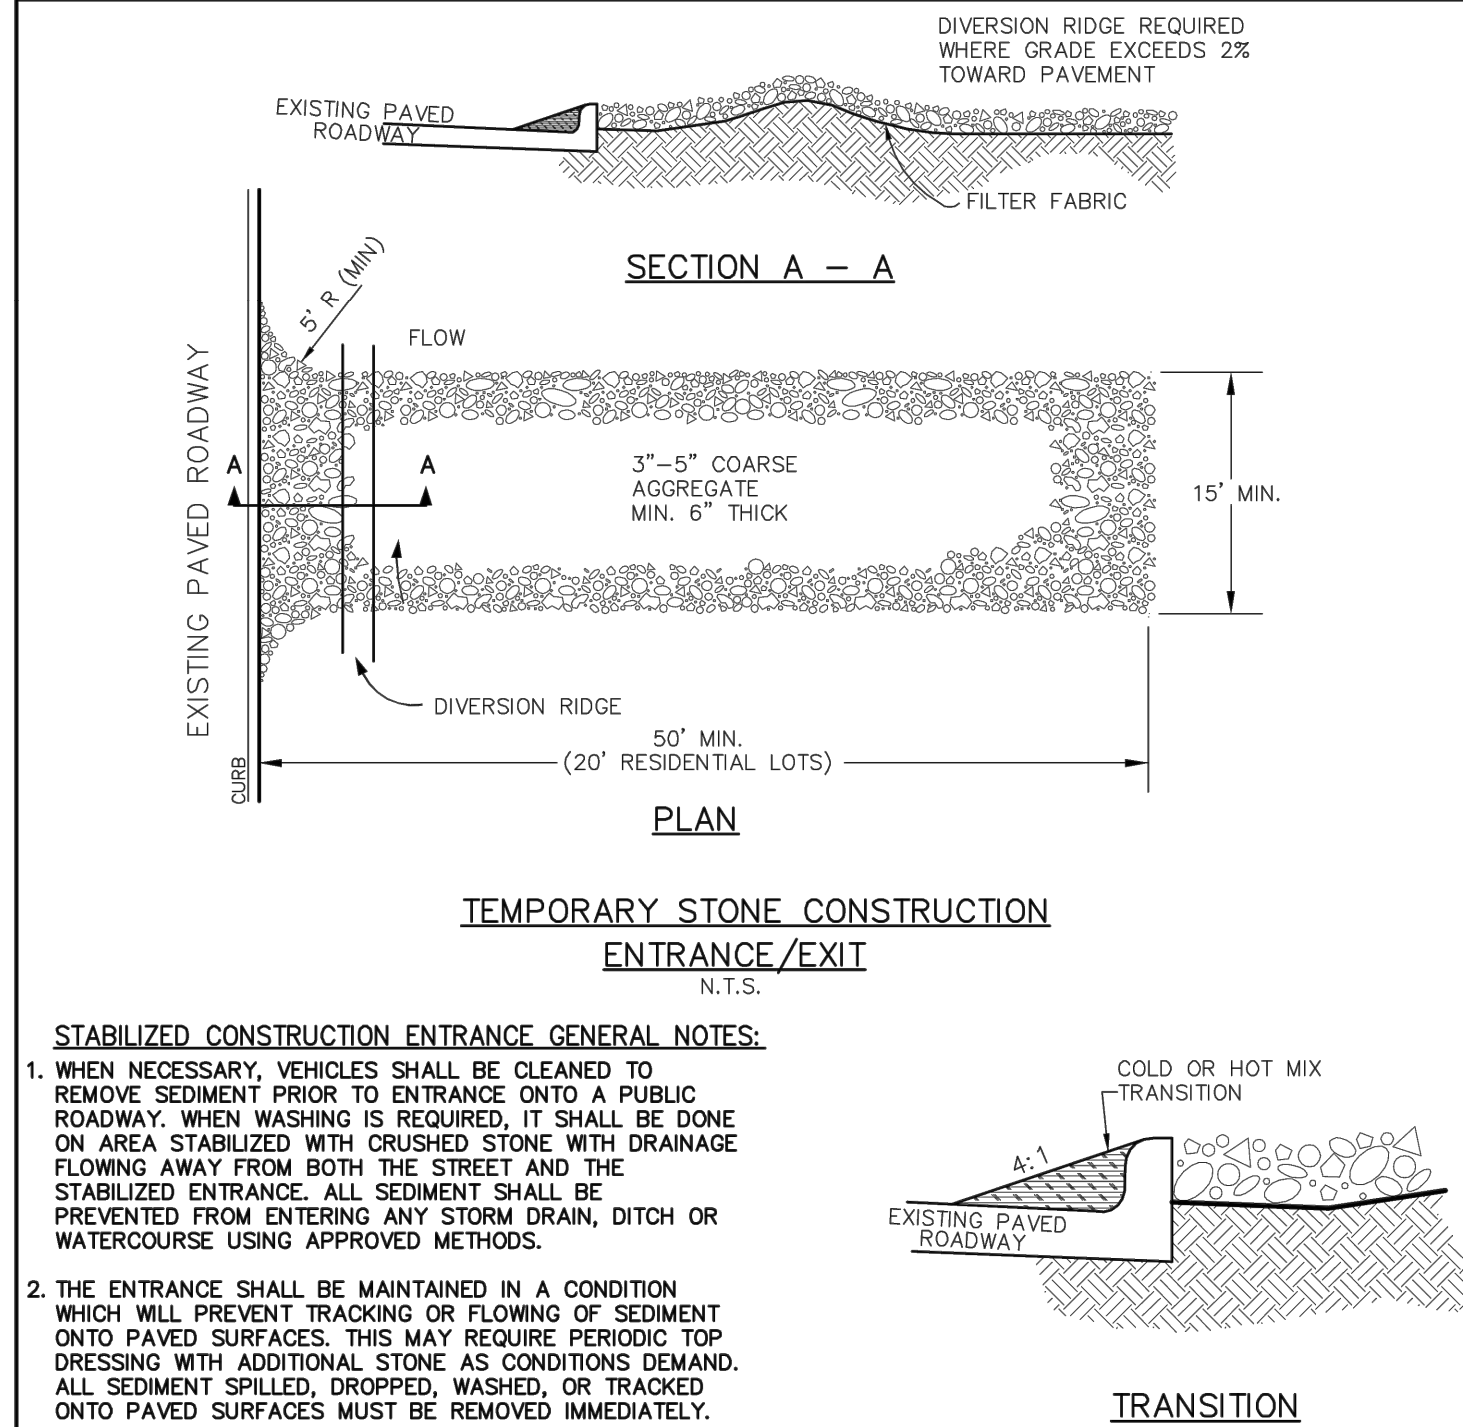 DIVERSION RIDGE REQUIRED
WHERE GRADE EXCEEDS 2%
TOWARD PAVEMENT
EXISTING PAVED
ROADWAY
FILTER FABRIC
SECTION A – A
5' R (MIN)
FLOW
EXISTING PAVED ROADWAY
A
A
3"–5" COARSE
AGGREGATE
MIN. 6" THICK
15' MIN.
DIVERSION RIDGE
50' MIN.
(20' RESIDENTIAL LOTS)
CURB
PLAN
TEMPORARY STONE CONSTRUCTION
ENTRANCE/EXIT
N.T.S.
STABILIZED CONSTRUCTION ENTRANCE GENERAL NOTES:
1. WHEN NECESSARY, VEHICLES SHALL BE CLEANED TO
REMOVE SEDIMENT PRIOR TO ENTRANCE ONTO A PUBLIC
ROADWAY. WHEN WASHING IS REQUIRED, IT SHALL BE DONE
ON AREA STABILIZED WITH CRUSHED STONE WITH DRAINAGE
FLOWING AWAY FROM BOTH THE STREET AND THE
STABILIZED ENTRANCE. ALL SEDIMENT SHALL BE
PREVENTED FROM ENTERING ANY STORM DRAIN, DITCH OR
WATERCOURSE USING APPROVED METHODS.
2. THE ENTRANCE SHALL BE MAINTAINED IN A CONDITION
WHICH WILL PREVENT TRACKING OR FLOWING OF SEDIMENT
ONTO PAVED SURFACES. THIS MAY REQUIRE PERIODIC TOP
DRESSING WITH ADDITIONAL STONE AS CONDITIONS DEMAND.
ALL SEDIMENT SPILLED, DROPPED, WASHED, OR TRACKED
ONTO PAVED SURFACES MUST BE REMOVED IMMEDIATELY.
COLD OR HOT MIX
TRANSITION
4:1
EXISTING PAVED
ROADWAY
TRANSITION